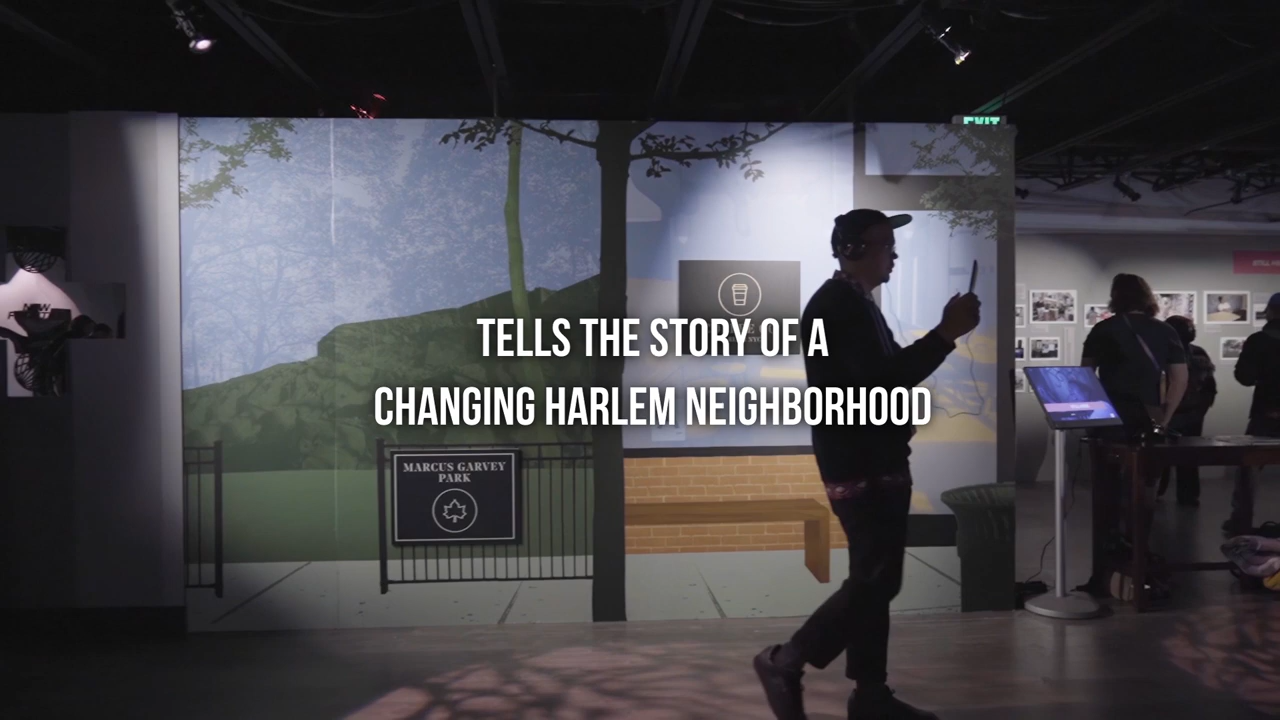 EXIT
TELLS THE STORY OF A
CHANGING HARLEM NEIGHBORHOOD
MARCUS GARVEY
PARK